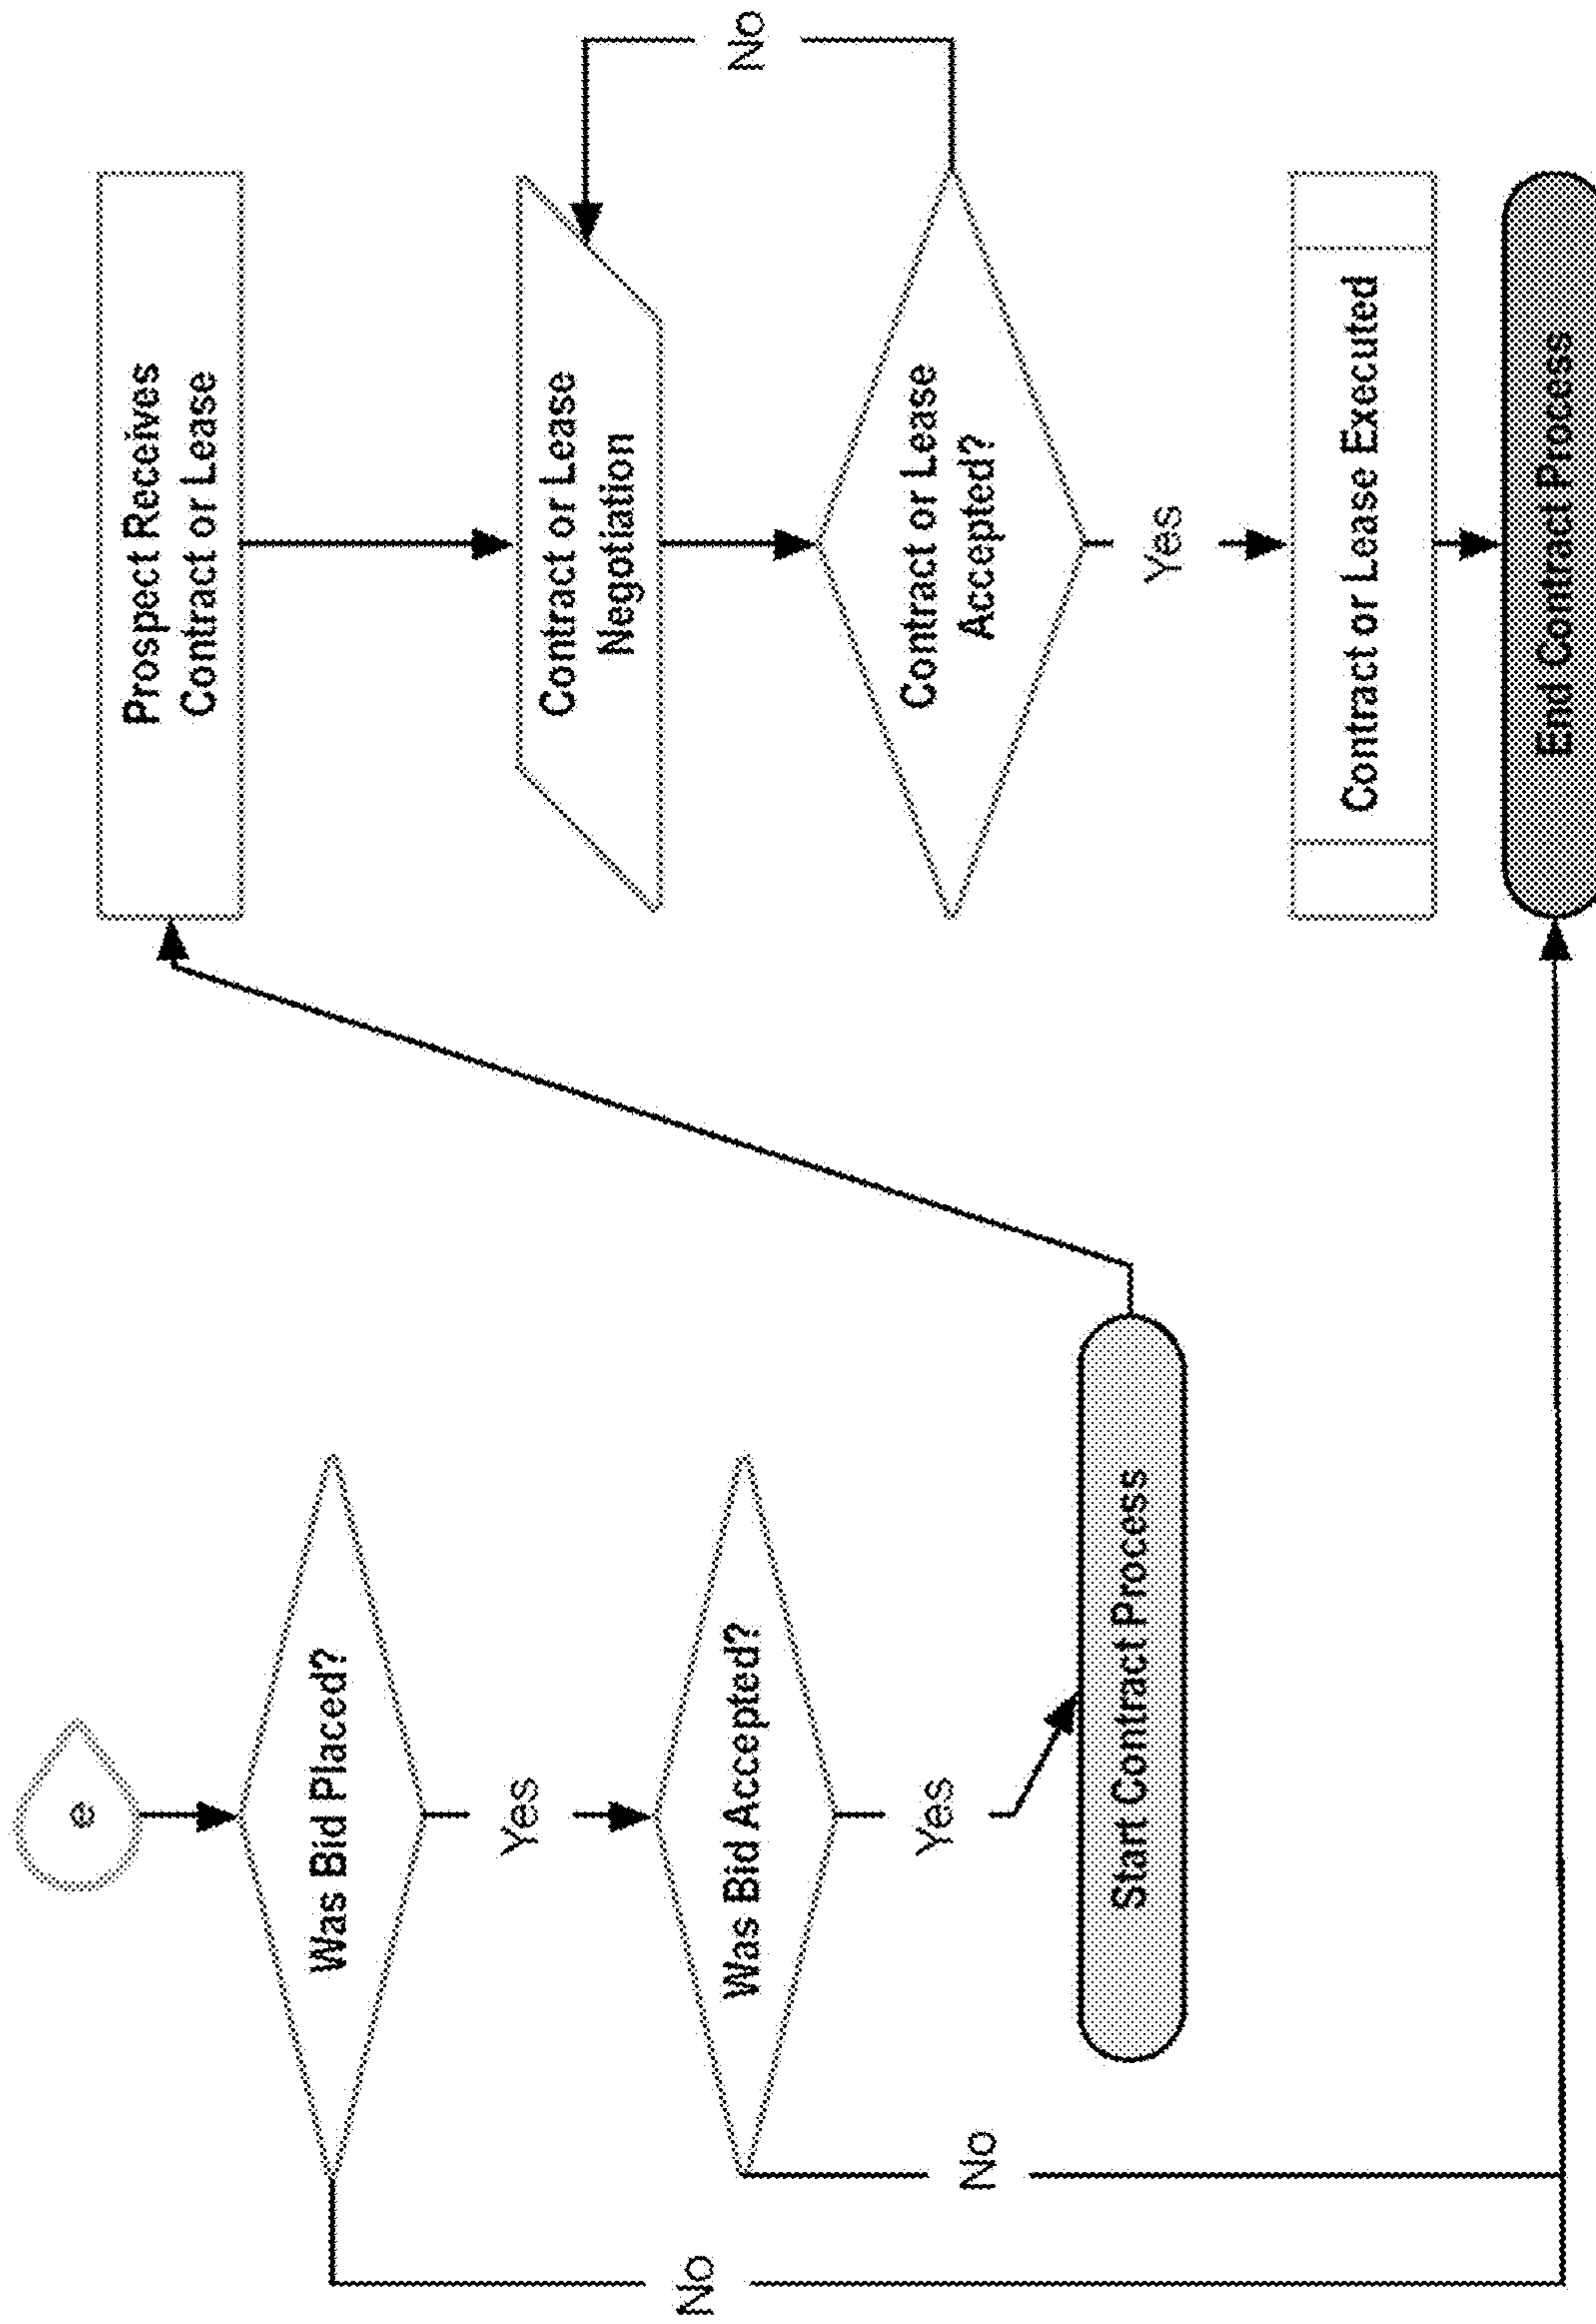 e
Was Bid Placed?
Yes
No
Was Bid Accepted?
Yes
No
Start Contract Process
Prospect Receives
Contract or Lease
Contract or Lease
Negotiation
Contract or Lease
Accepted?
No
Yes
Contract or Lease Executed
End Contract Process